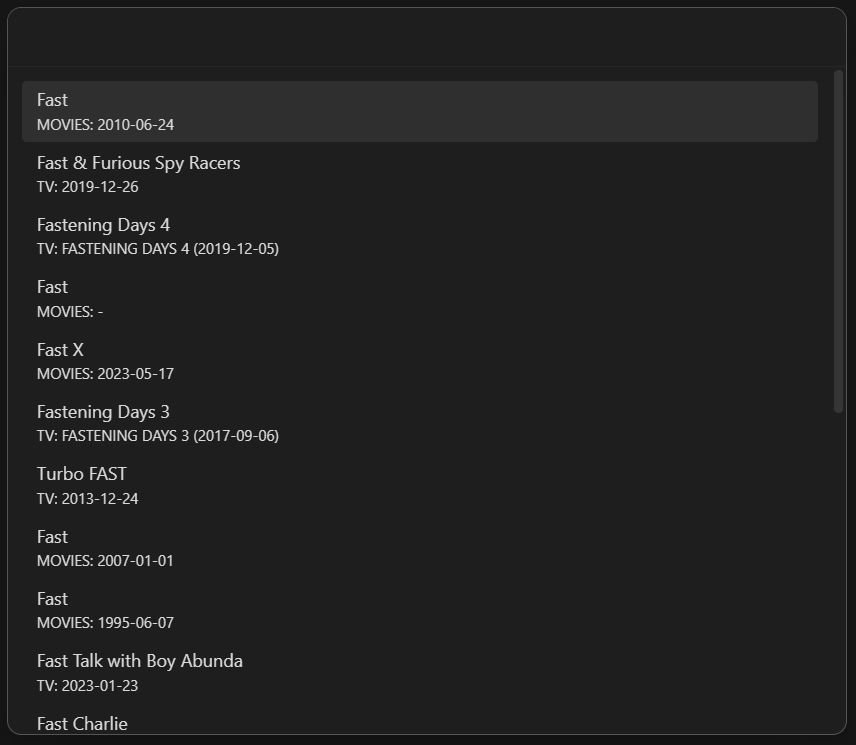 Fast
MOVIES: 2010-06-24
Fast & Furious Spy Racers
TV: 2019-12-26
Fastening Days 4
TV: FASTENING DAYS 4 (2019-12-05)
Fast
MOVIES: -
Fast X
MOVIES: 2023-05-17
Fastening Days 3
TV: FASTENING DAYS 3 (2017-09-06)
Turbo FAST
TV: 2013-12-24
Fast
MOVIES: 2007-01-01
Fast
MOVIES: 1995-06-07
Fast Talk with Boy Abunda
TV: 2023-01-23
Fast Charlie